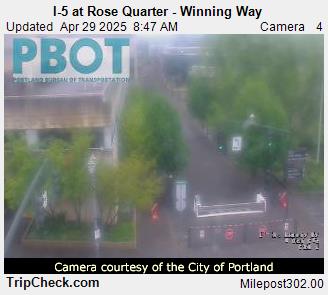 I-5 at Rose Quarter - Winning Way
Updated Apr 29 2025 8:47 AM Camera 4
PBOT
PORTLAND BUREAU OF TRANSPORTATION
Camera courtesy of the City of Portland
TripCheck.com Milepost302.00